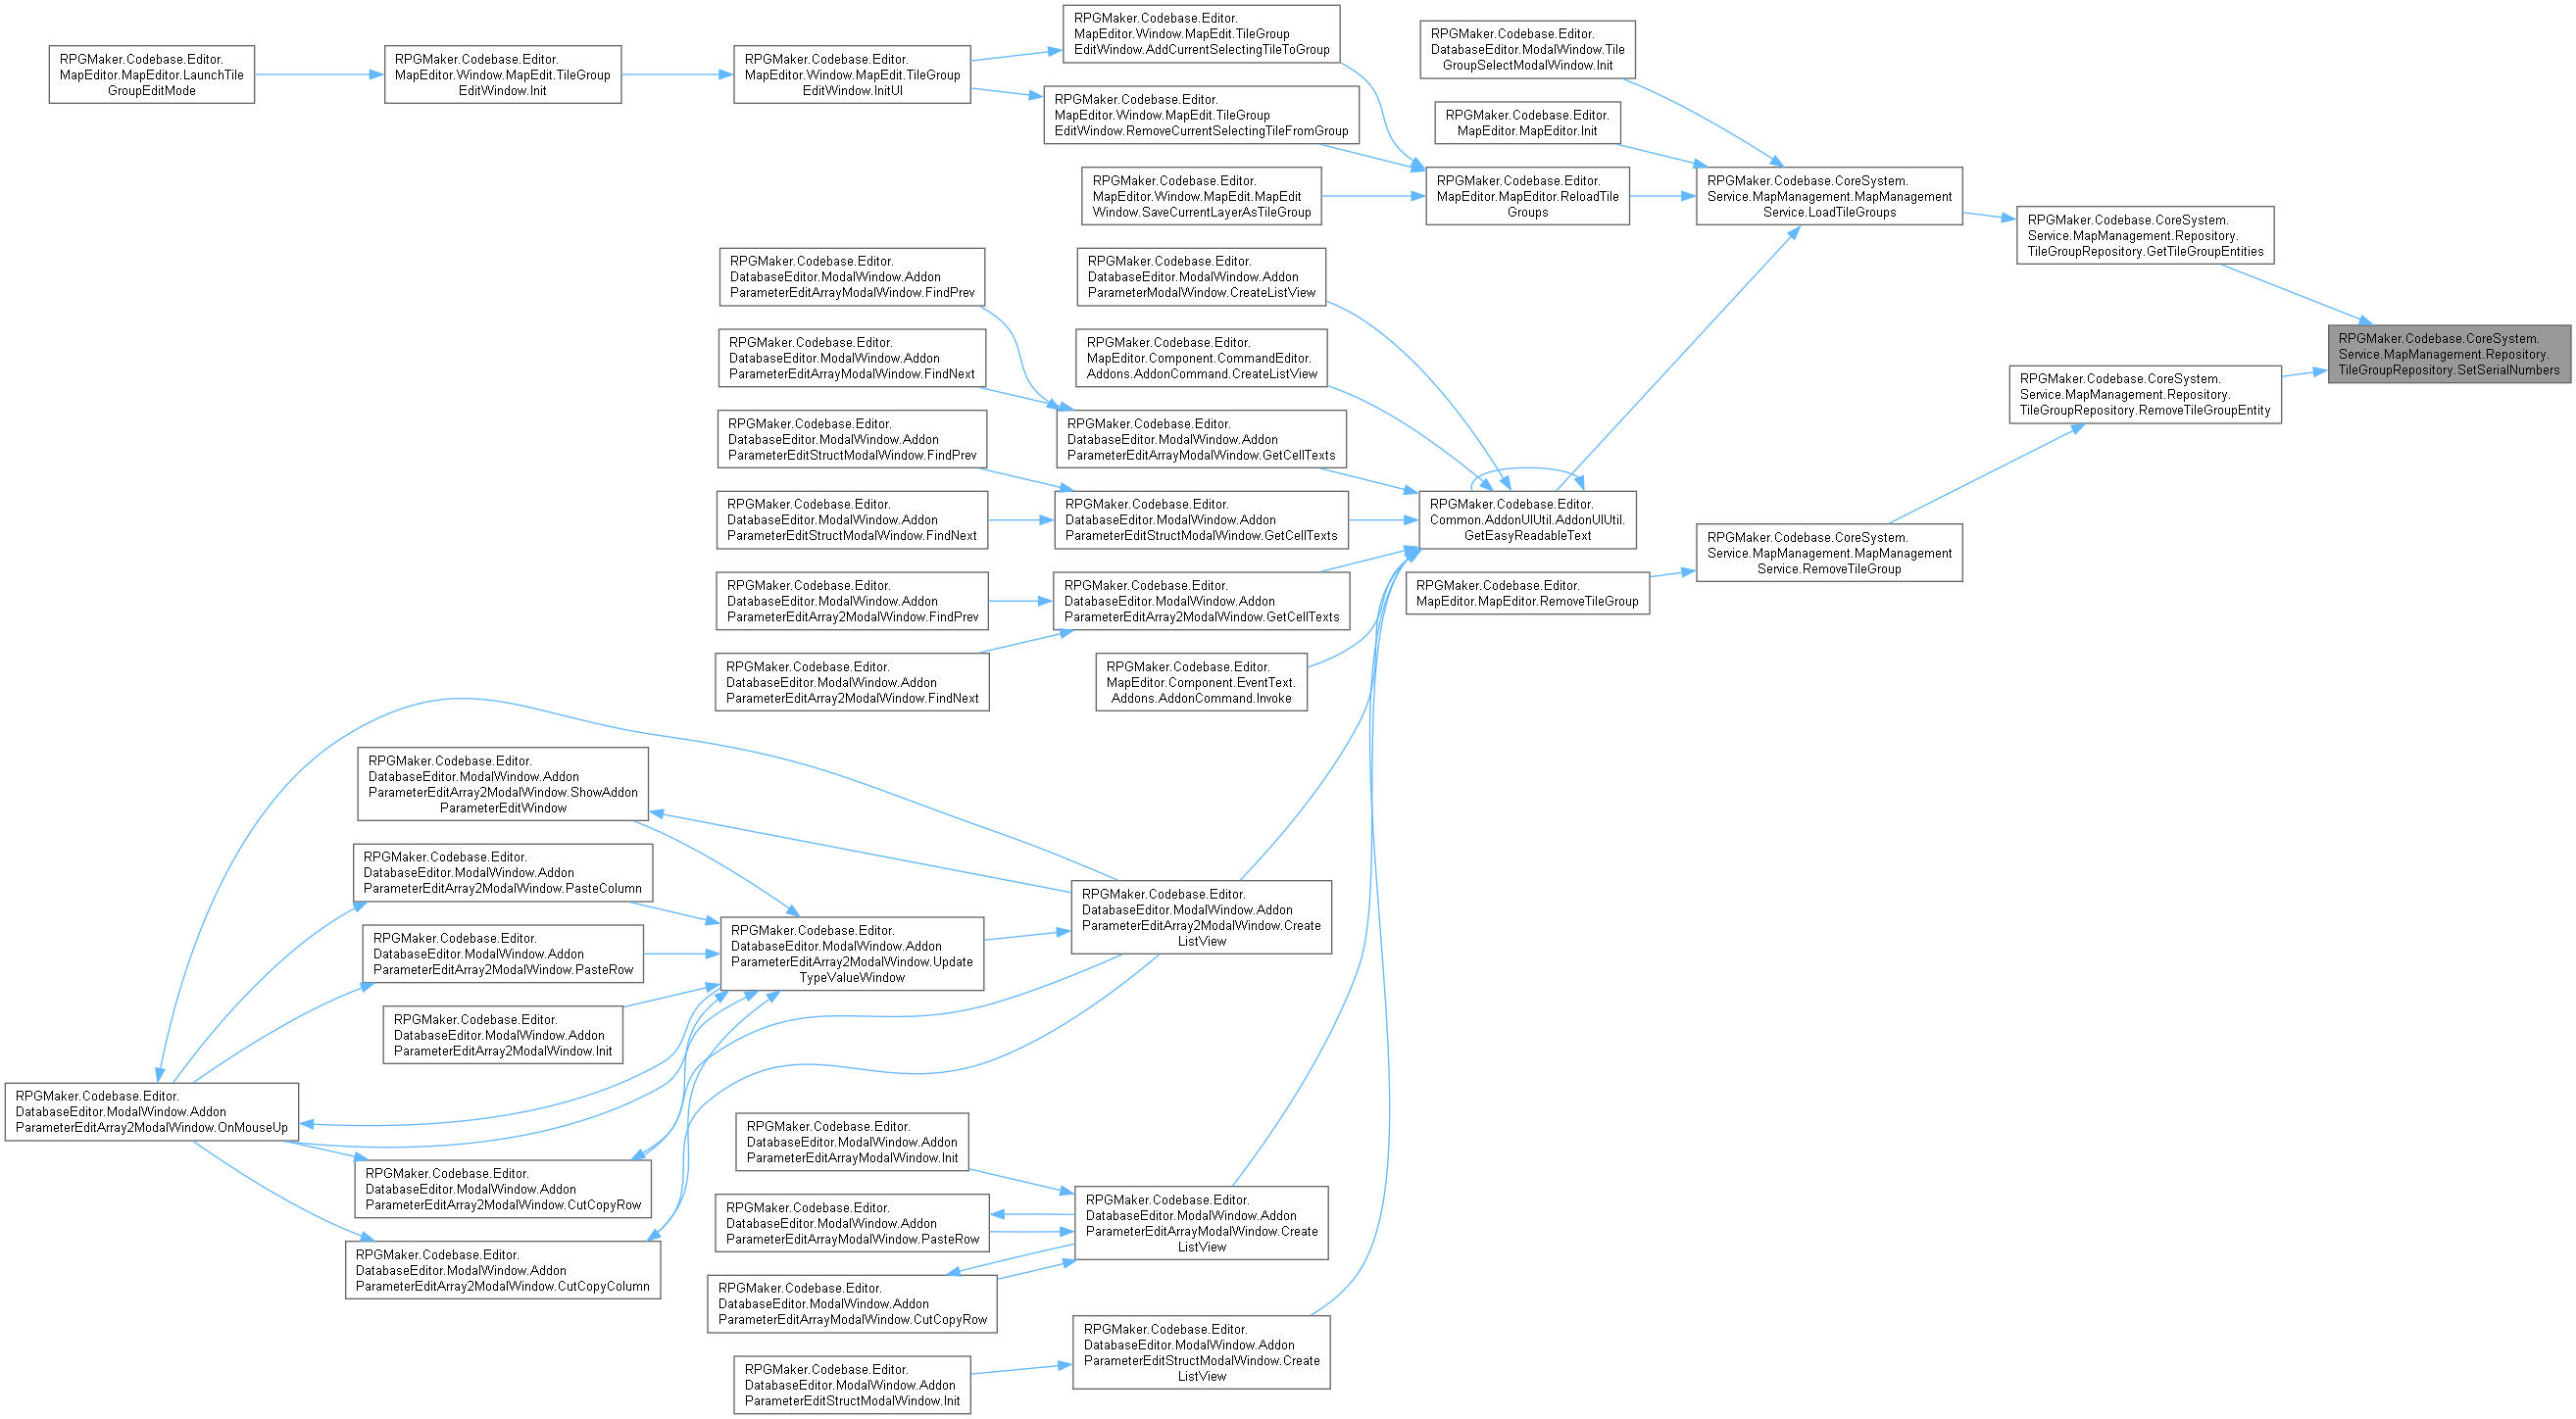 RPGMaker.Codebase.Editor.
MapEditor.MapEditor.LaunchTile
GroupEditMode
RPGMaker.Codebase.Editor.
MapEditor.Window.MapEdit.TileGroup
EditWindow.Init
RPGMaker.Codebase.Editor.
MapEditor.Window.MapEdit.TileGroup
EditWindow.InitUI
RPGMaker.Codebase.Editor.
MapEditor.Window.MapEdit.TileGroup
EditWindow.AddCurrentSelectingTileToGroup
RPGMaker.Codebase.Editor.
MapEditor.Window.MapEdit.TileGroup
EditWindow.RemoveCurrentSelectingTileFromGroup
RPGMaker.Codebase.Editor.
MapEditor.Window.MapEdit.MapEdit
Window.SaveCurrentLayerAsTileGroup
RPGMaker.Codebase.Editor.
DatabaseEditor.ModalWindow.Tile
GroupSelectModalWindow.Init
RPGMaker.Codebase.Editor.
MapEditor.MapEditor.Init
RPGMaker.Codebase.Editor.
MapEditor.MapEditor.ReloadTile
Groups
RPGMaker.Codebase.CoreSystem.
Service.MapManagement.MapManagement
Service.LoadTileGroups
RPGMaker.Codebase.CoreSystem.
Service.MapManagement.Repository.
TileGroupRepository.GetTileGroupEntities
RPGMaker.Codebase.CoreSystem.
Service.MapManagement.Repository.
TileGroupRepository.SetSerialNumbers
RPGMaker.Codebase.CoreSystem.
Service.MapManagement.Repository.
TileGroupRepository.RemoveTileGroupEntity
RPGMaker.Codebase.CoreSystem.
Service.MapManagement.MapManagement
Service.RemoveTileGroup
RPGMaker.Codebase.Editor.
MapEditor.MapEditor.RemoveTileGroup
RPGMaker.Codebase.Editor.
Common.AddonUIUtil.AddonUIUtil.
GetEasyReadableText
RPGMaker.Codebase.Editor.
DatabaseEditor.ModalWindow.Addon
ParameterModalWindow.CreateListView
RPGMaker.Codebase.Editor.
MapEditor.Component.CommandEditor.
Addons.AddonCommand.CreateListView
RPGMaker.Codebase.Editor.
DatabaseEditor.ModalWindow.Addon
ParameterEditArrayModalWindow.GetCellTexts
RPGMaker.Codebase.Editor.
DatabaseEditor.ModalWindow.Addon
ParameterEditStructModalWindow.GetCellTexts
RPGMaker.Codebase.Editor.
DatabaseEditor.ModalWindow.Addon
ParameterEditArray2ModalWindow.GetCellTexts
RPGMaker.Codebase.Editor.
MapEditor.Component.EventText.
Addons.AddonCommand.Invoke
RPGMaker.Codebase.Editor.
DatabaseEditor.ModalWindow.Addon
ParameterEditArrayModalWindow.FindPrev
RPGMaker.Codebase.Editor.
DatabaseEditor.ModalWindow.Addon
ParameterEditArrayModalWindow.FindNext
RPGMaker.Codebase.Editor.
DatabaseEditor.ModalWindow.Addon
ParameterEditStructModalWindow.FindPrev
RPGMaker.Codebase.Editor.
DatabaseEditor.ModalWindow.Addon
ParameterEditStructModalWindow.FindNext
RPGMaker.Codebase.Editor.
DatabaseEditor.ModalWindow.Addon
ParameterEditArray2ModalWindow.FindPrev
RPGMaker.Codebase.Editor.
DatabaseEditor.ModalWindow.Addon
ParameterEditArray2ModalWindow.FindNext
RPGMaker.Codebase.Editor.
DatabaseEditor.ModalWindow.Addon
ParameterEditArray2ModalWindow.ShowAddon
ParameterEditWindow
RPGMaker.Codebase.Editor.
DatabaseEditor.ModalWindow.Addon
ParameterEditArray2ModalWindow.PasteColumn
RPGMaker.Codebase.Editor.
DatabaseEditor.ModalWindow.Addon
ParameterEditArray2ModalWindow.PasteRow
RPGMaker.Codebase.Editor.
DatabaseEditor.ModalWindow.Addon
ParameterEditArray2ModalWindow.Init
RPGMaker.Codebase.Editor.
DatabaseEditor.ModalWindow.Addon
ParameterEditArray2ModalWindow.Update
TypeValueWindow
RPGMaker.Codebase.Editor.
DatabaseEditor.ModalWindow.Addon
ParameterEditArray2ModalWindow.Create
ListView
RPGMaker.Codebase.Editor.
DatabaseEditor.ModalWindow.Addon
ParameterEditArray2ModalWindow.OnMouseUp
RPGMaker.Codebase.Editor.
DatabaseEditor.ModalWindow.Addon
ParameterEditArray2ModalWindow.CutCopyRow
RPGMaker.Codebase.Editor.
DatabaseEditor.ModalWindow.Addon
ParameterEditArray2ModalWindow.CutCopyColumn
RPGMaker.Codebase.Editor.
DatabaseEditor.ModalWindow.Addon
ParameterEditArrayModalWindow.Init
RPGMaker.Codebase.Editor.
DatabaseEditor.ModalWindow.Addon
ParameterEditArrayModalWindow.PasteRow
RPGMaker.Codebase.Editor.
DatabaseEditor.ModalWindow.Addon
ParameterEditArrayModalWindow.CutCopyRow
RPGMaker.Codebase.Editor.
DatabaseEditor.ModalWindow.Addon
ParameterEditArrayModalWindow.Create
ListView
RPGMaker.Codebase.Editor.
DatabaseEditor.ModalWindow.Addon
ParameterEditStructModalWindow.Create
ListView
RPGMaker.Codebase.Editor.
DatabaseEditor.ModalWindow.Addon
ParameterEditStructModalWindow.Init